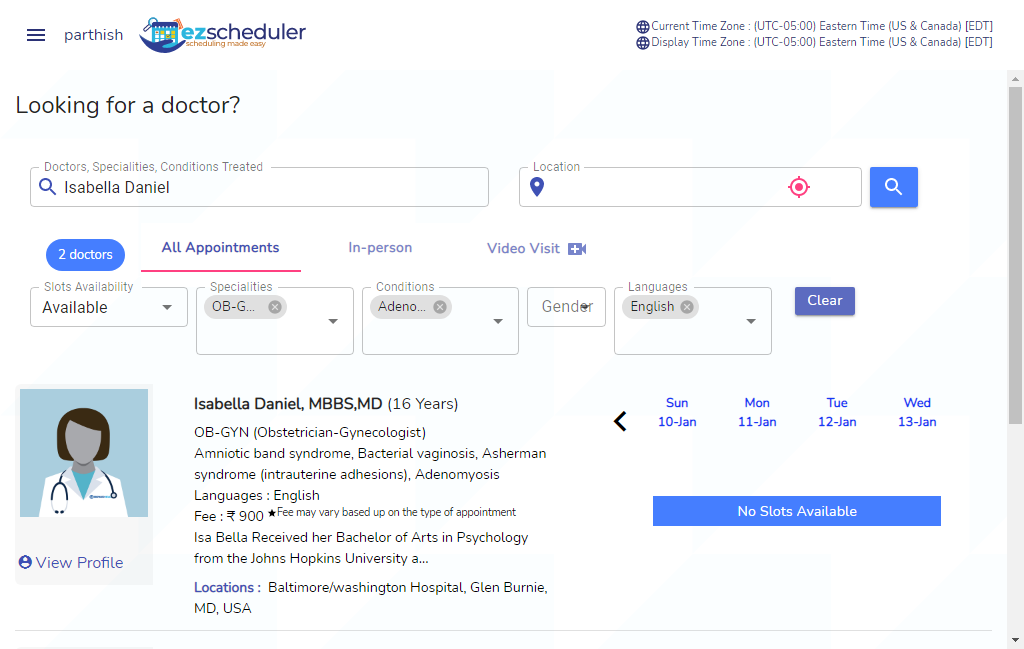 parthish
ezscheduler
scheduling made easy
Current Time Zone : (UTC-05:00) Eastern Time (US & Canada) [EDT]
Display Time Zone : (UTC-05:00) Eastern Time (US & Canada) [EDT]
Looking for a doctor?
Doctors, Specialities, Conditions Treated
Isabella Daniel
Location
2 doctors
All Appointments
In-person
Video Visit
Slots Availability
Available
Specialities
OB-G...
Conditions
Adeno...
Gender
Languages
English
Clear
Isabella Daniel, MBBS,MD (16 Years)
OB-GYN (Obstetrician-Gynecologist)
Amniotic band syndrome, Bacterial vaginosis, Asherman
syndrome (intrauterine adhesions), Adenomyosis
Languages : English
Fee : ₹ 900 ★Fee may vary based up on the type of appointment
Isa Bella Received her Bachelor of Arts in Psychology
from the Johns Hopkins University a...
Locations : Baltimore/washington Hospital, Glen Burnie,
MD, USA
View Profile
Sun Mon Tue Wed
10-Jan 11-Jan 12-Jan 13-Jan
No Slots Available